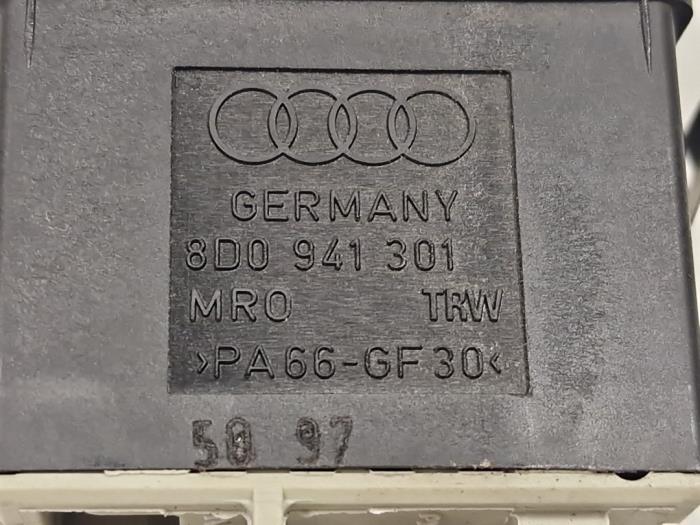 GERMANY
8D0 941 301
MRO TRW
>PA66-GF30<
50 97